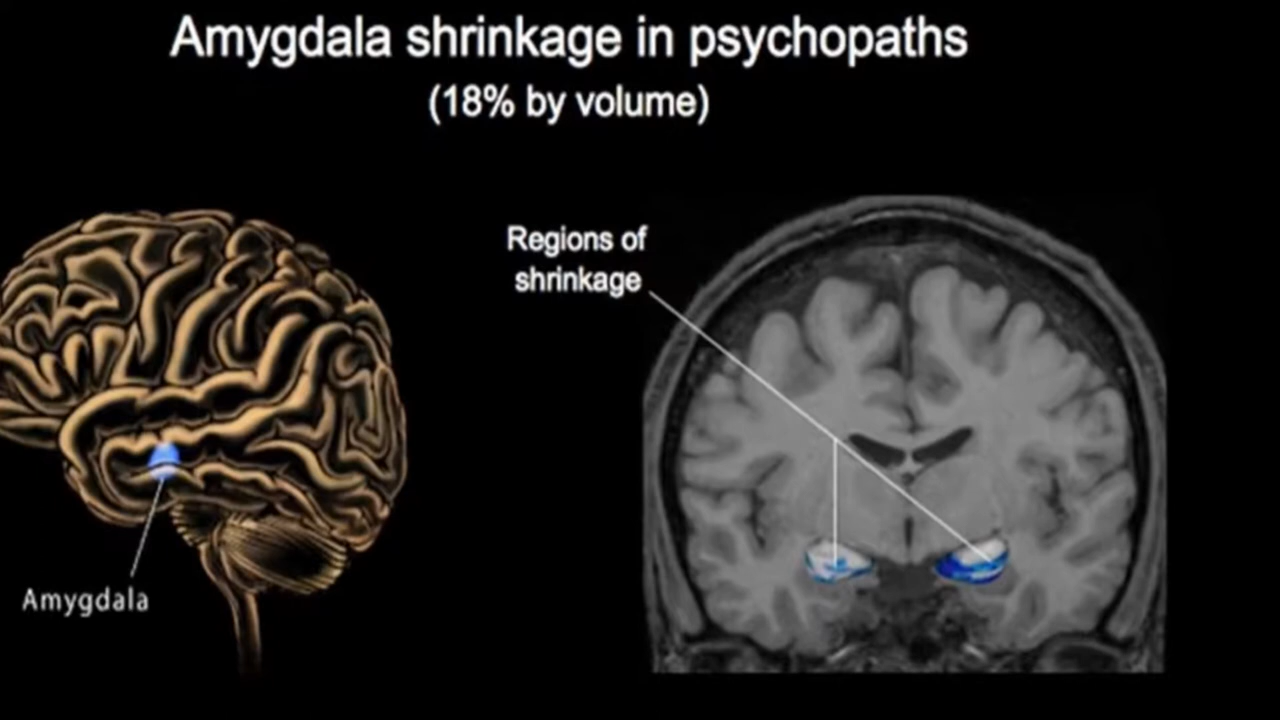 Amygdala shrinkage in psychopaths
(18% by volume)
Regions of
shrinkage
Amygdala